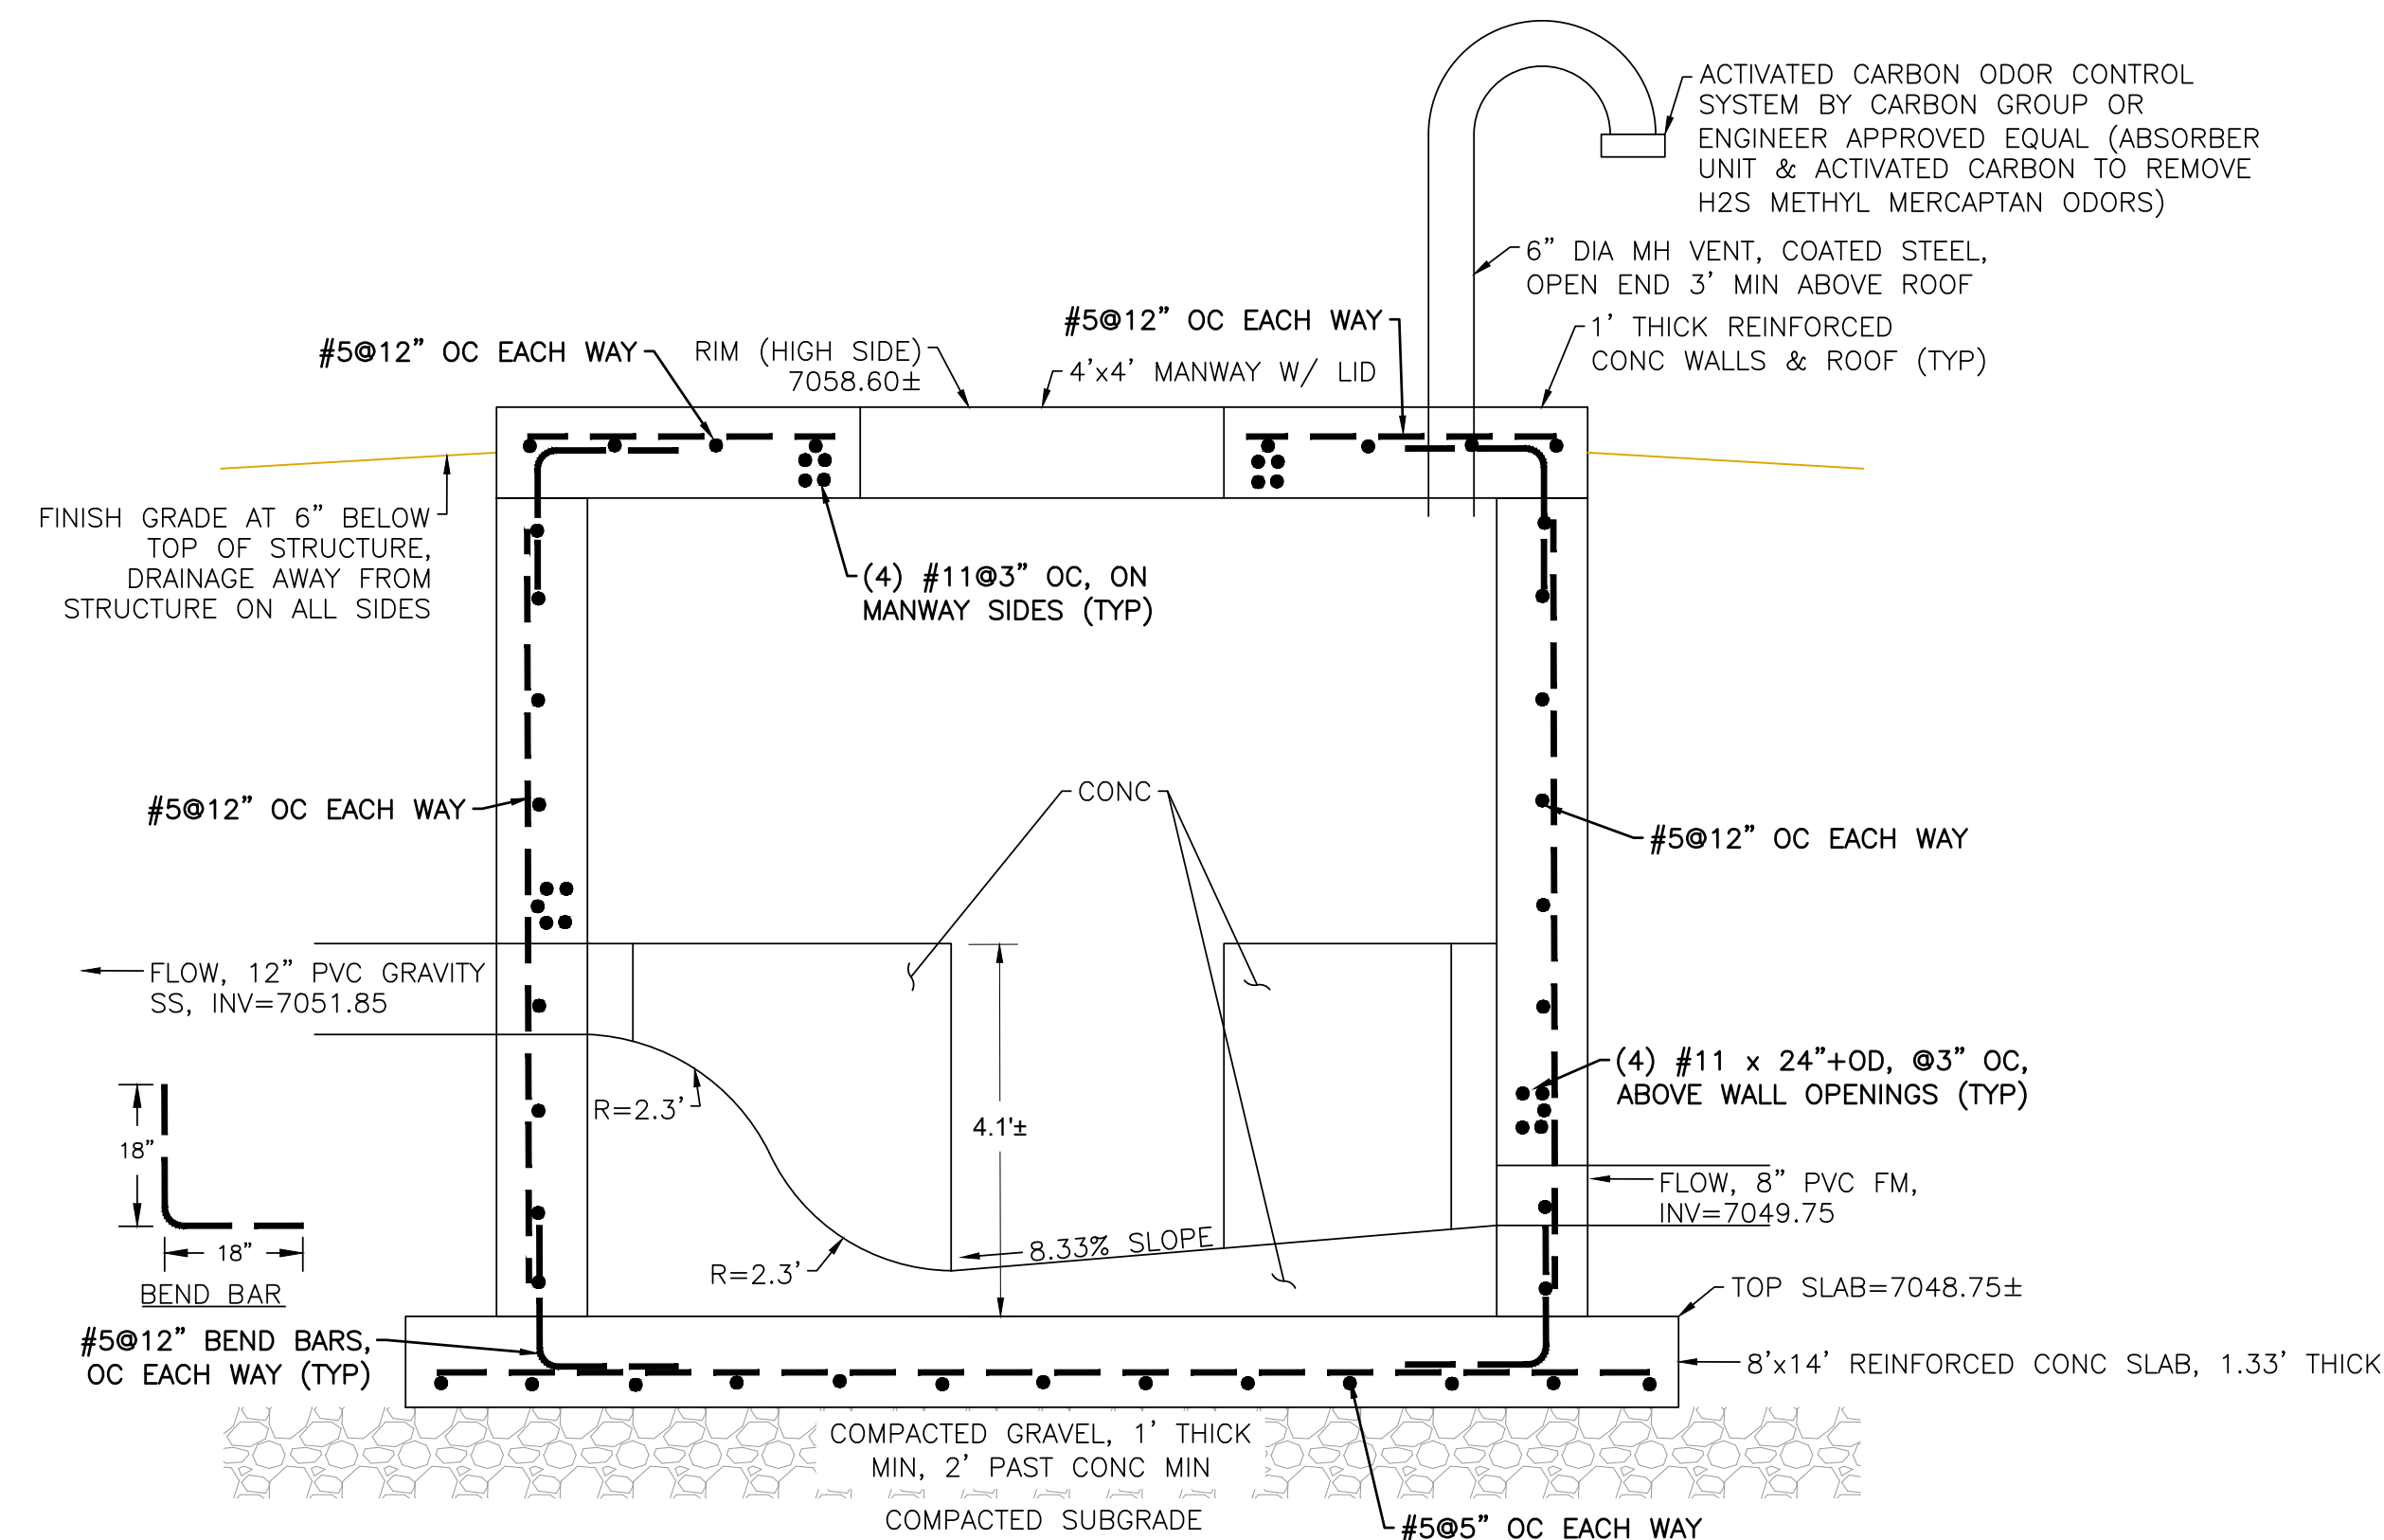 ACTIVATED CARBON ODOR CONTROL
SYSTEM BY CARBON GROUP OR
ENGINEER APPROVED EQUAL (ABSORBER
UNIT & ACTIVATED CARBON TO REMOVE
H2S METHYL MERCAPTAN ODORS)
6" DIA MH VENT, COATED STEEL,
OPEN END 3' MIN ABOVE ROOF
#5@12" OC EACH WAY
1' THICK REINFORCED
CONC WALLS & ROOF (TYP)
#5@12" OC EACH WAY
RIM (HIGH SIDE)
7058.60±
4'x4' MANWAY W/ LID
FINISH GRADE AT 6" BELOW
TOP OF STRUCTURE,
DRAINAGE AWAY FROM
STRUCTURE ON ALL SIDES
(4) #11@3" OC, ON
MANWAY SIDES (TYP)
#5@12" OC EACH WAY
CONC
#5@12" OC EACH WAY
FLOW, 12" PVC GRAVITY
SS, INV=7051.85
(4) #11 x 24"+OD, @3" OC,
ABOVE WALL OPENINGS (TYP)
R=2.3'
4.1'±
18"
18"
BEND BAR
FLOW, 8" PVC FM,
INV=7049.75
R=2.3'
8.33% SLOPE
TOP SLAB=7048.75±
#5@12" BEND BARS,
OC EACH WAY (TYP)
8'x14' REINFORCED CONC SLAB, 1.33' THICK
COMPACTED GRAVEL, 1' THICK
MIN, 2' PAST CONC MIN
COMPACTED SUBGRADE
#5@5" OC EACH WAY